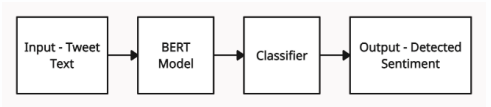 Input - Tweet
Text
BERT
Model
Classifier
Output - Detected
Sentiment